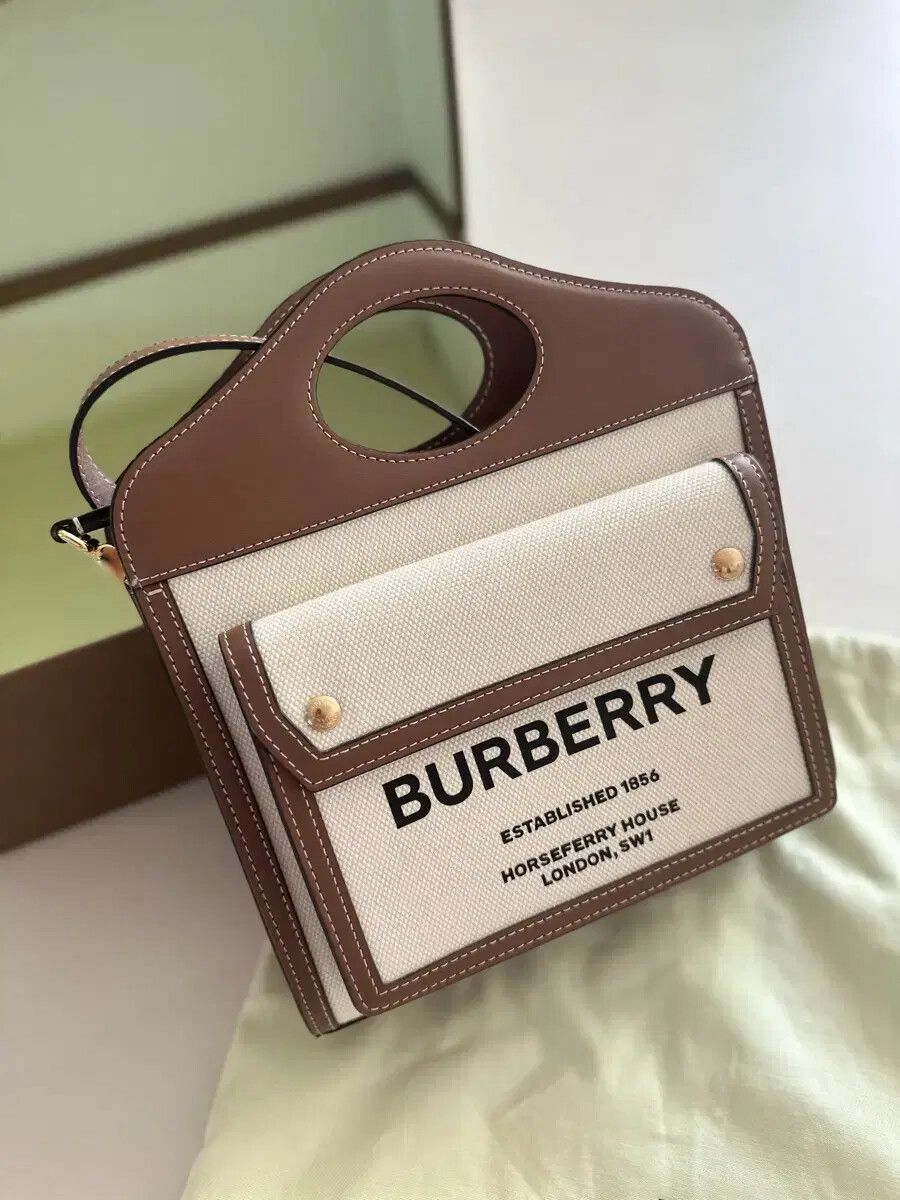 BURBERRY
ESTABLISHED 1856
HORSEFERRY HOUSE
LONDON, SW1